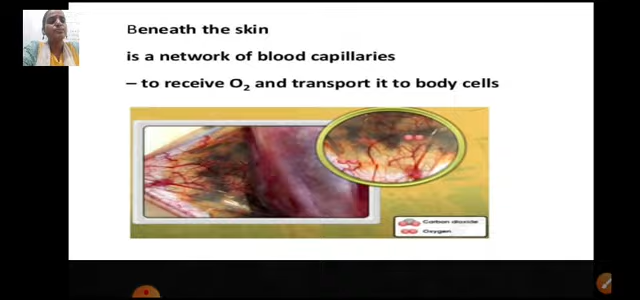 Beneath the skin
is a network of blood capillaries
– to receive O₂ and transport it to body cells
Carbon dioxide
Oxygen